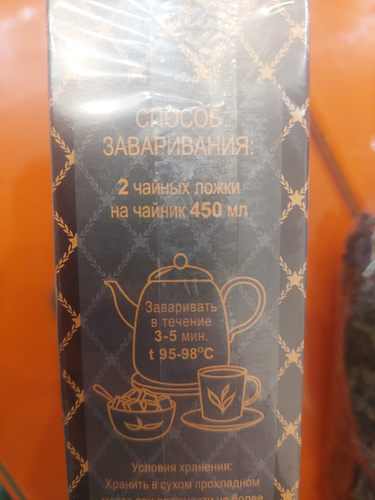 СПОСОБ
ЗАВАРИВАНИЯ:
2 чайных ложки
на чайник 450 мл
Заваривать
в течение
3-5 мин.
t 95-98°С
Условия хранения:
Хранить в сухом прохладном